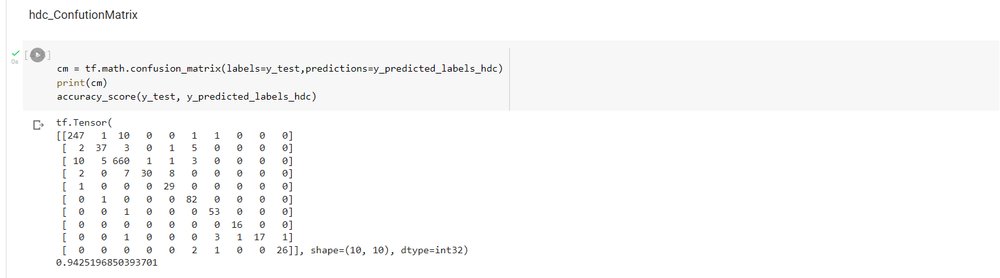 hdc_ConfutionMatrix
cm = tf.math.confusion_matrix(labels=y_test,predictions=y_predicted_labels_hdc)
0s
print(cm)
accuracy_score(y_test, y_predicted_labels_hdc)
tf.Tensor(
[[247 1 10 0 0 1 1 0 0 0]
[ 2 37 3 0 1 5 0 0 0 0]
[ 10 5 660 1 1 3 0 0 0 0]
[ 2 0 7 30 8 0 0 0 0 0]
[ 1 0 0 0 29 0 0 0 0 0]
[ 0 1 0 0 0 82 0 0 0 0]
[ 0 0 1 0 0 0 53 0 0 0]
[ 0 0 0 0 0 0 0 16 0 0]
[ 0 0 1 0 0 0 3 1 17 1]
[ 0 0 0 0 0 2 1 0 0 26]], shape=(10, 10), dtype=int32)
0.9425196850393701